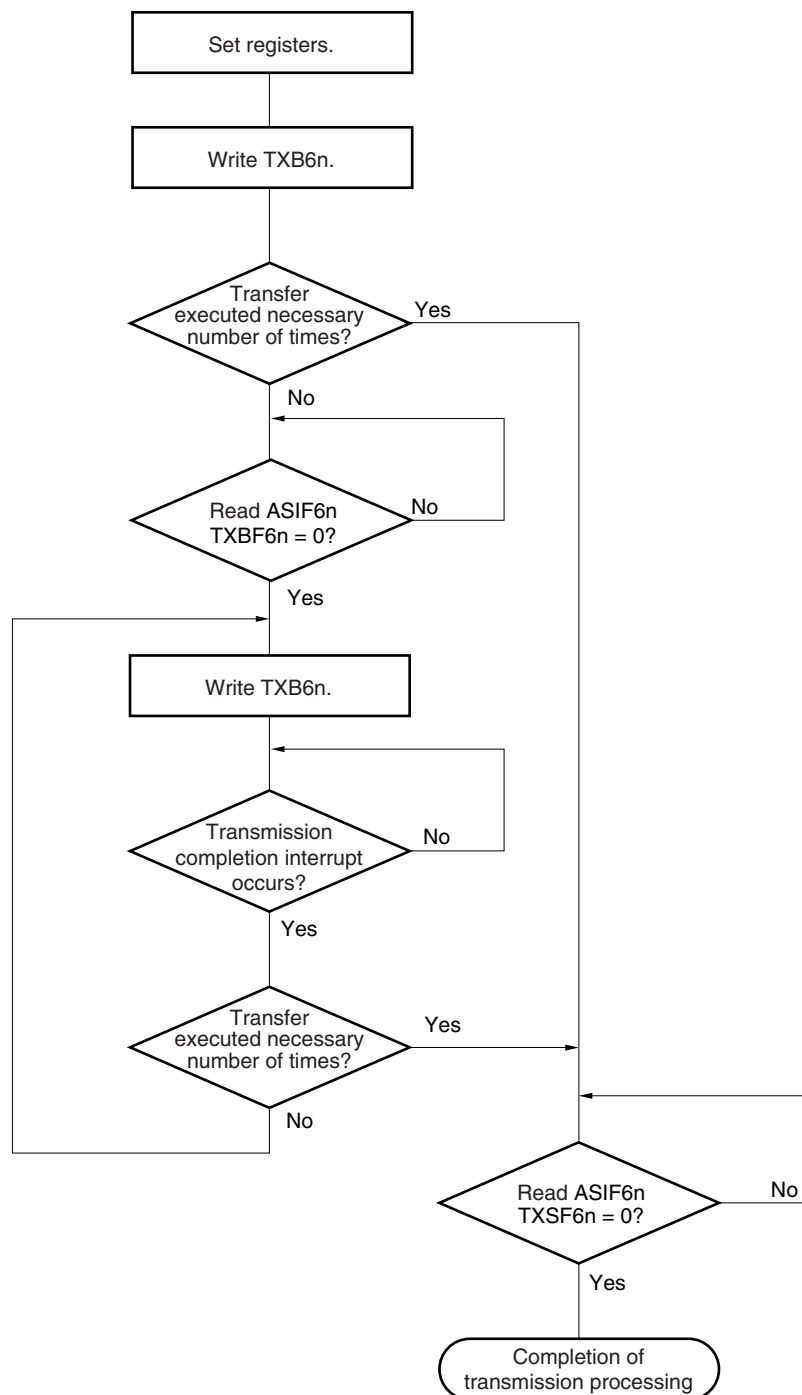 Set registers.
Write TXB6n.
Transfer
executed necessary
number of times?
Yes
No
Read ASIF6n
TXBF6n = 0?
No
Yes
Write TXB6n.
Transmission
completion interrupt
occurs?
No
Yes
Transfer
executed necessary
number of times?
Yes
No
Read ASIF6n
TXSF6n = 0?
No
Yes
Completion of
transmission processing